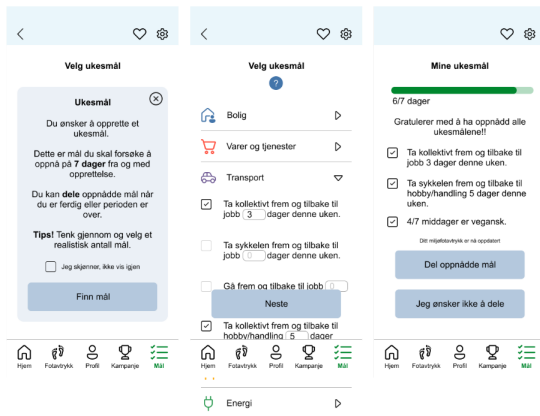 Velg ukesmål
Ukesmål
Du ønsker å opprette et
ukesmål.
Dette er mål du skal forsøke å
oppnå på 7 dager fra og med
opprettelse.
Du kan dele oppnådde mål når
du er ferdig eller perioden er
over.
Tips! Tenk gjennom og velg et
realistisk antall mål.
Jeg skjønner, ikke vis igjen
Finn mål
Hjem Fotavtrykk Profil Kampanje Mål
Velg ukesmål
?
Bolig
Varer og tjenester
Transport
Ta kollektivt frem og tilbake til
jobb 3 dager denne uken.
Ta sykkelen frem og tilbake til
jobb 0 dager denne uken.
Gå frem og tilbake til jobb 0
Neste
Ta kollektivt frem og tilbake til
hobby/handling 5 dager
Hjem Fotavtrykk Profil Kampanje Mål
Energi
Mine ukesmål
6/7 dager
Gratulerer med å ha oppnådd alle
ukesmålene!!
Ta kollektivt frem og tilbake til
jobb 3 dager denne uken.
Ta sykkelen frem og tilbake til
hobby/handling 5 dager denne
uken.
4/7 middager er vegansk.
Ditt miljøfotavtrykk er nå oppdatert
Del oppnådde mål
Jeg ønsker ikke å dele
Hjem Fotavtrykk Profil Kampanje Mål